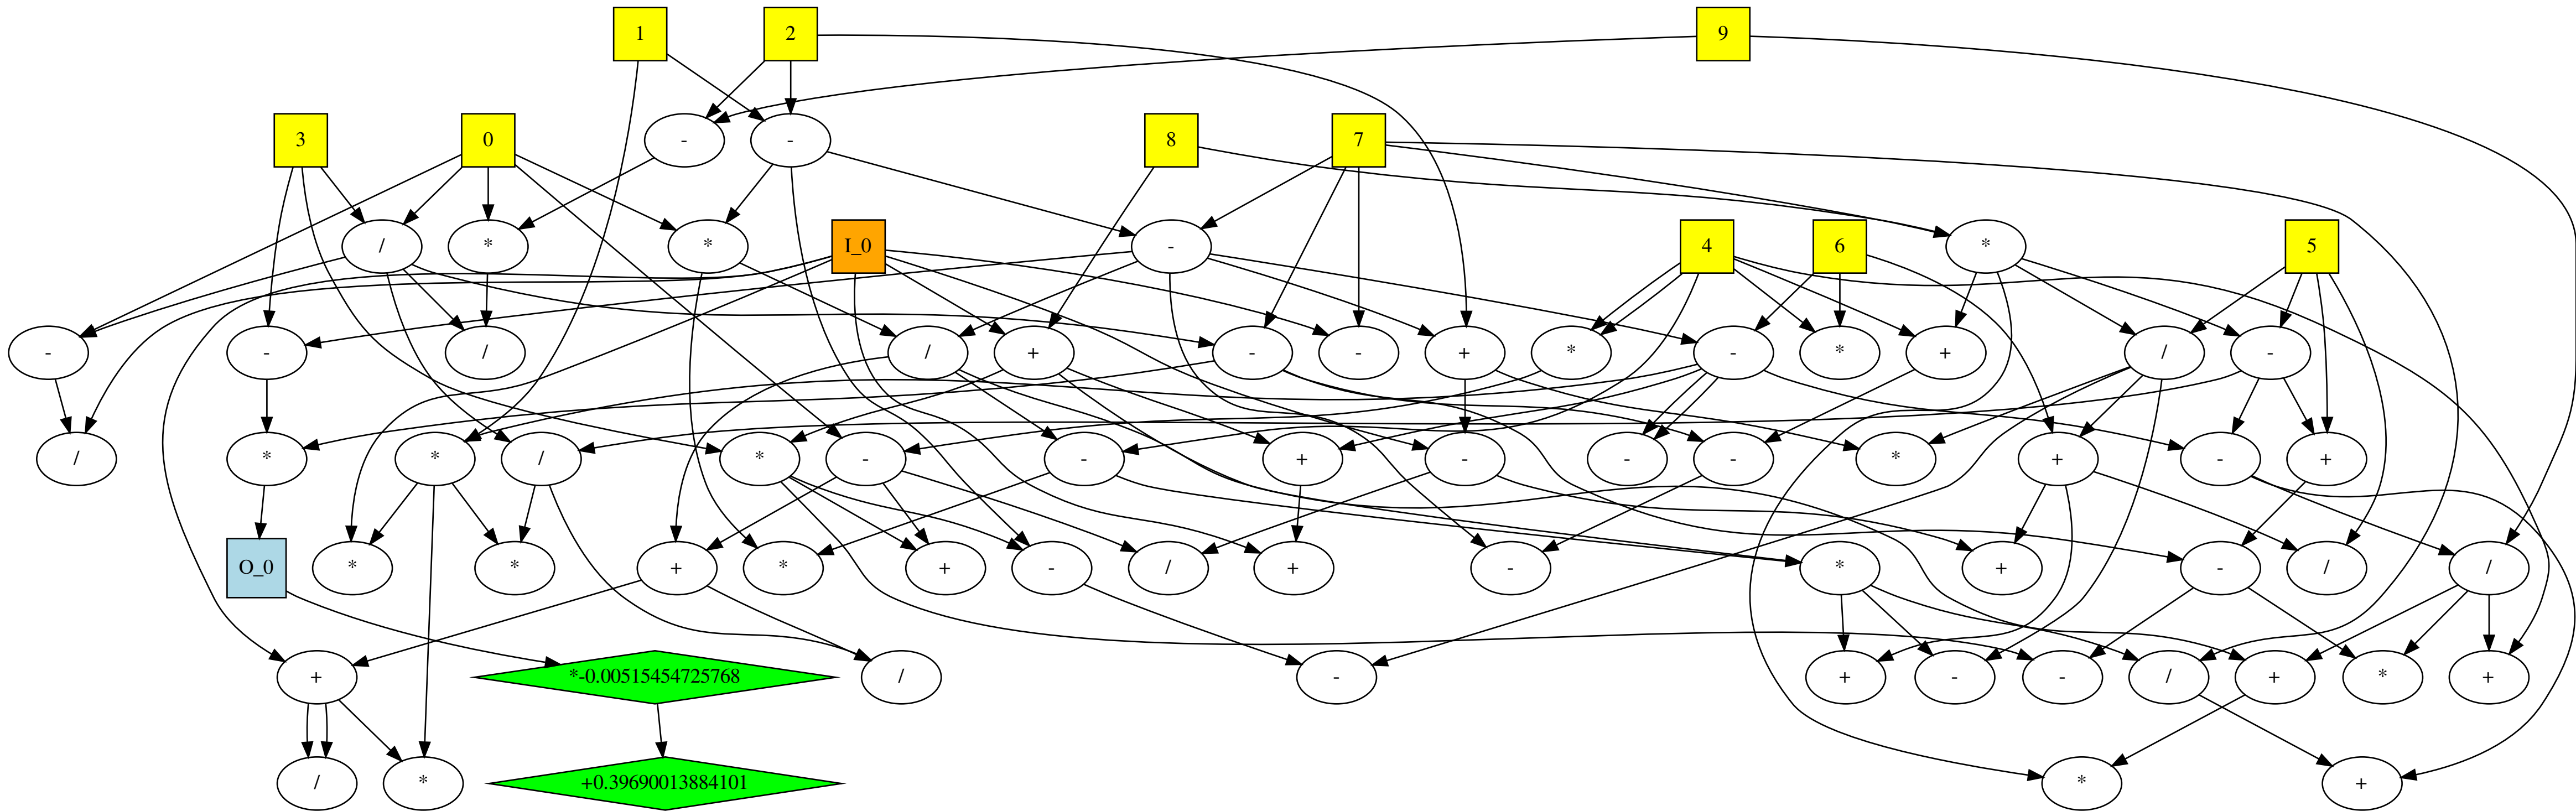 1 2 9
3 0 - - 8 7
/ * * I_0 - 4 6 * 5
- - / / + - - + * - * + / -
/ * * / * - - + - - - * + - +
O_0 * * + * + - / + - * + - / /
+ *-0.00515454725768 / - + - - / + * +
/ * +0.39690013884101 * +